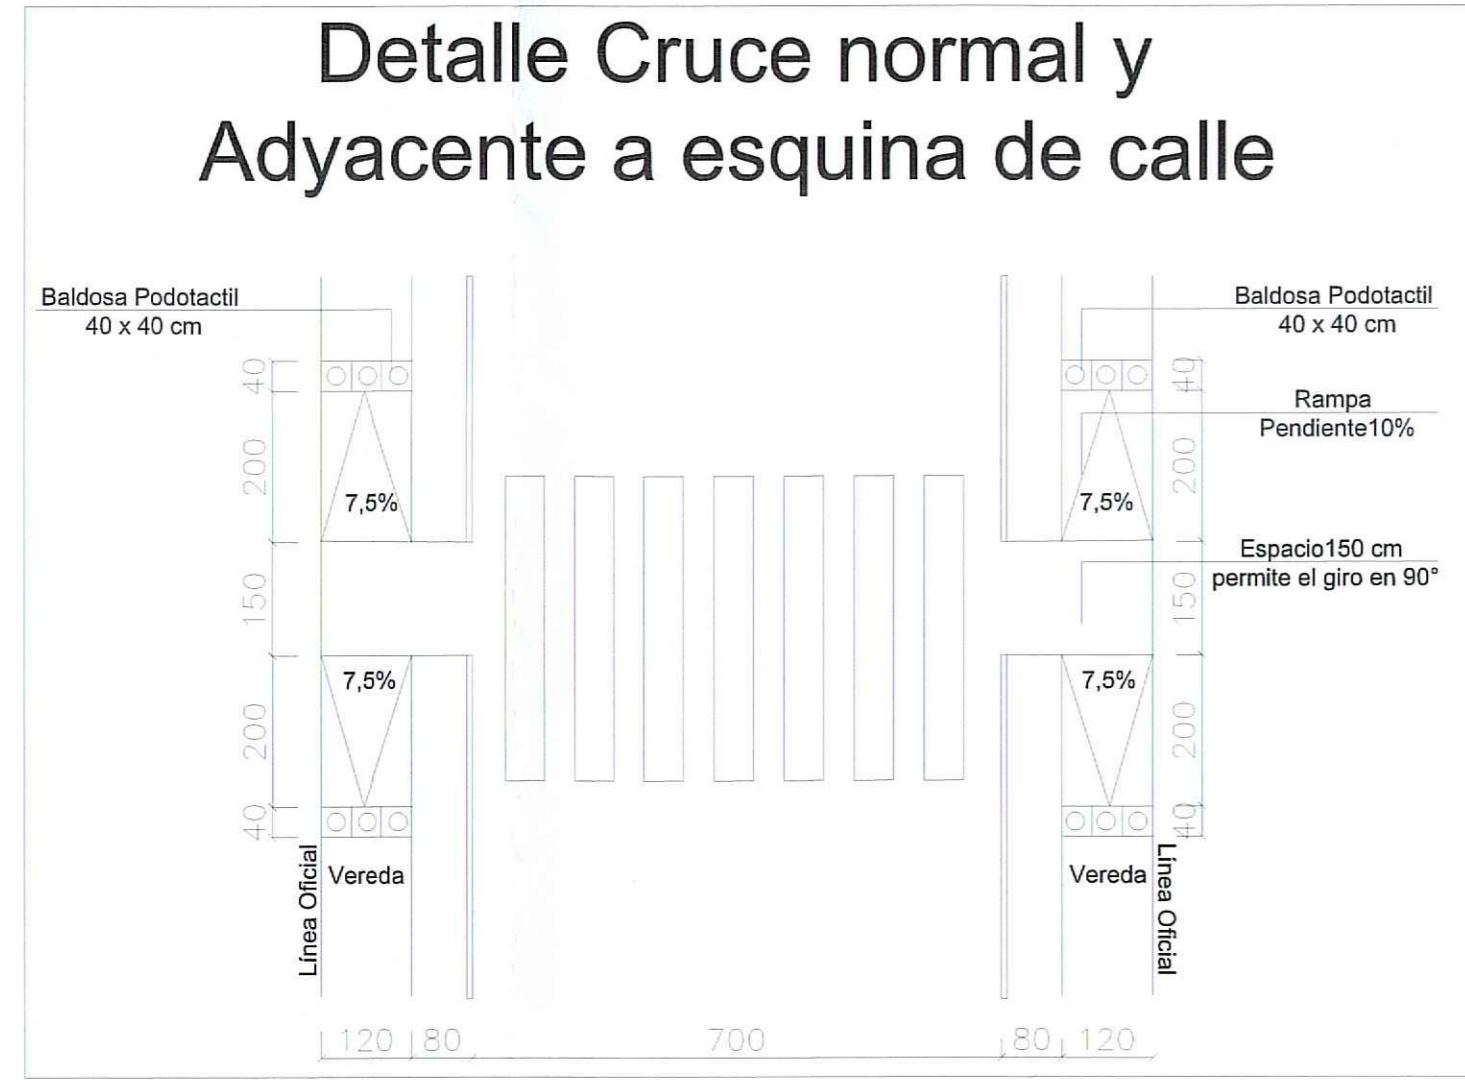 Detalle Cruce normal y
Adyacente a esquina de calle
Baldosa Podotactil
40 x 40 cm
Baldosa Podotactil
40 x 40 cm
Rampa
Pendiente10%
Espacio150 cm
permite el giro en 90°
40
200
150
200
40
7,5%
7,5%
7,5%
7,5%
40
200
150
200
40
Línea Oficial
Vereda
Vereda
Línea Oficial
120
80
700
80
120